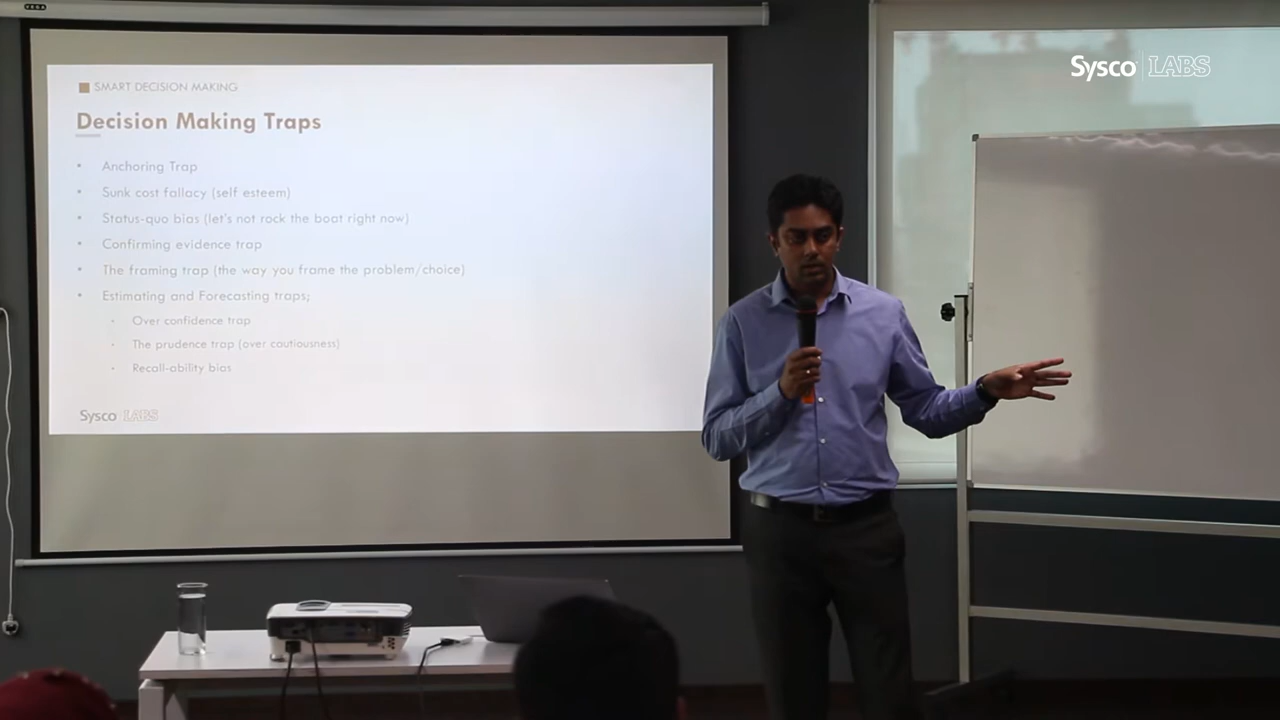 SMART DECISION MAKING
Decision Making Traps
• Anchoring Trap
• Sunk cost fallacy (self esteem)
• Status-quo bias (let's not rock the boat right now)
• Confirming evidence trap
• The framing trap (the way you frame the problem/choice)
• Estimating and Forecasting traps;
• Over confidence trap
• The prudence trap (over cautiousness)
• Recall-ability bias
Sysco LABS
Sysco LABS